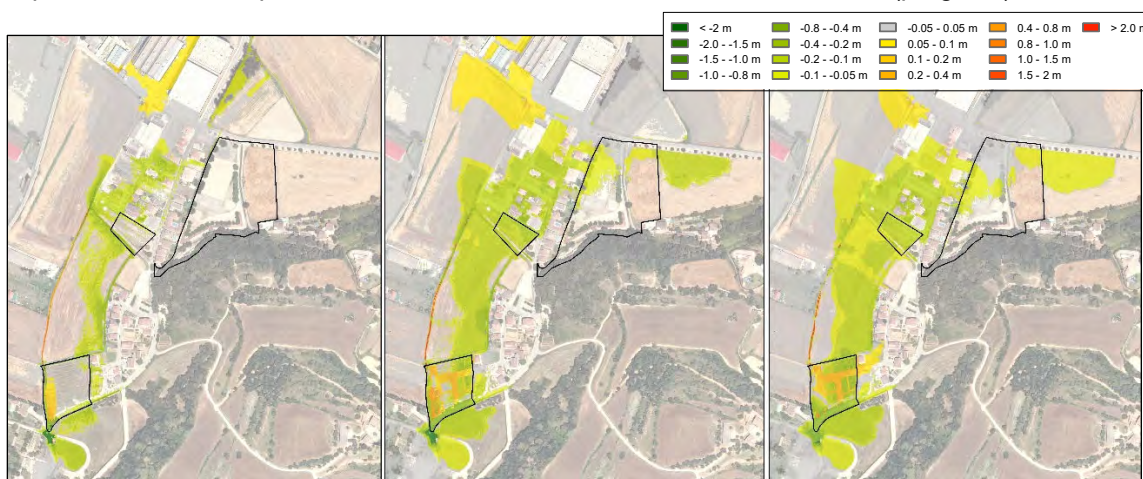 < -2 m
-2.0 - -1.5 m
-1.5 - -1.0 m
-1.0 - -0.8 m
-0.8 - -0.4 m
-0.4 - -0.2 m
-0.2 - -0.1 m
-0.1 - -0.05 m
-0.05 - 0.05 m
0.05 - 0.1 m
0.1 - 0.2 m
0.2 - 0.4 m
0.4 - 0.8 m
0.8 - 1.0 m
1.0 - 1.5 m
1.5 - 2 m
> 2.0 m